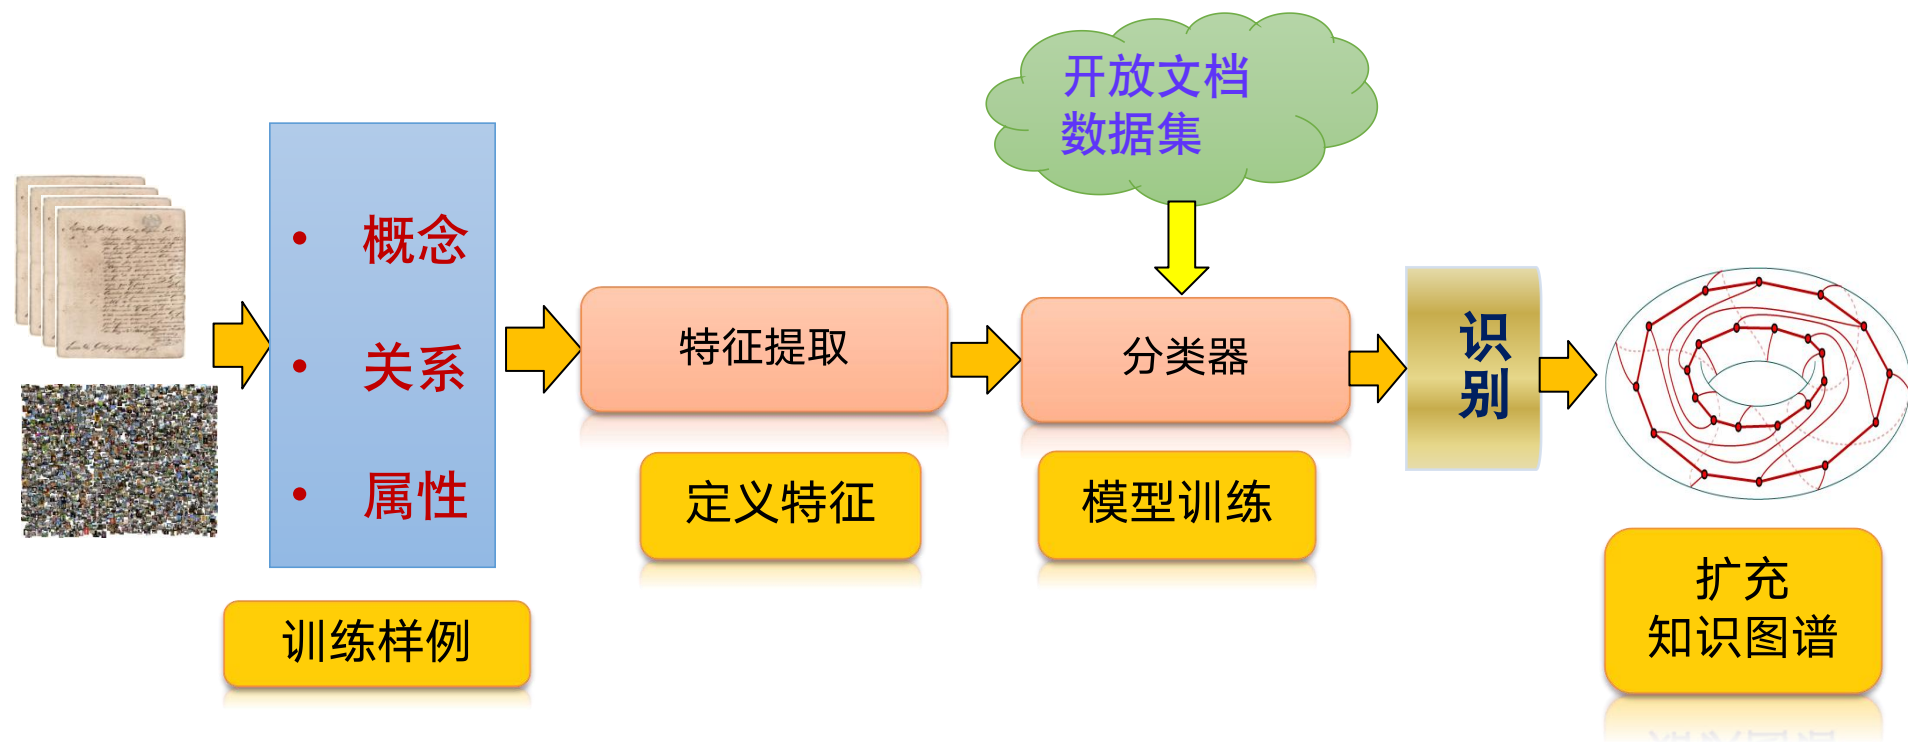 开放文档
数据集
• 概念
• 关系
• 属性
特征提取
分类器
识
别
定义特征
模型训练
训练样例
扩充
知识图谱